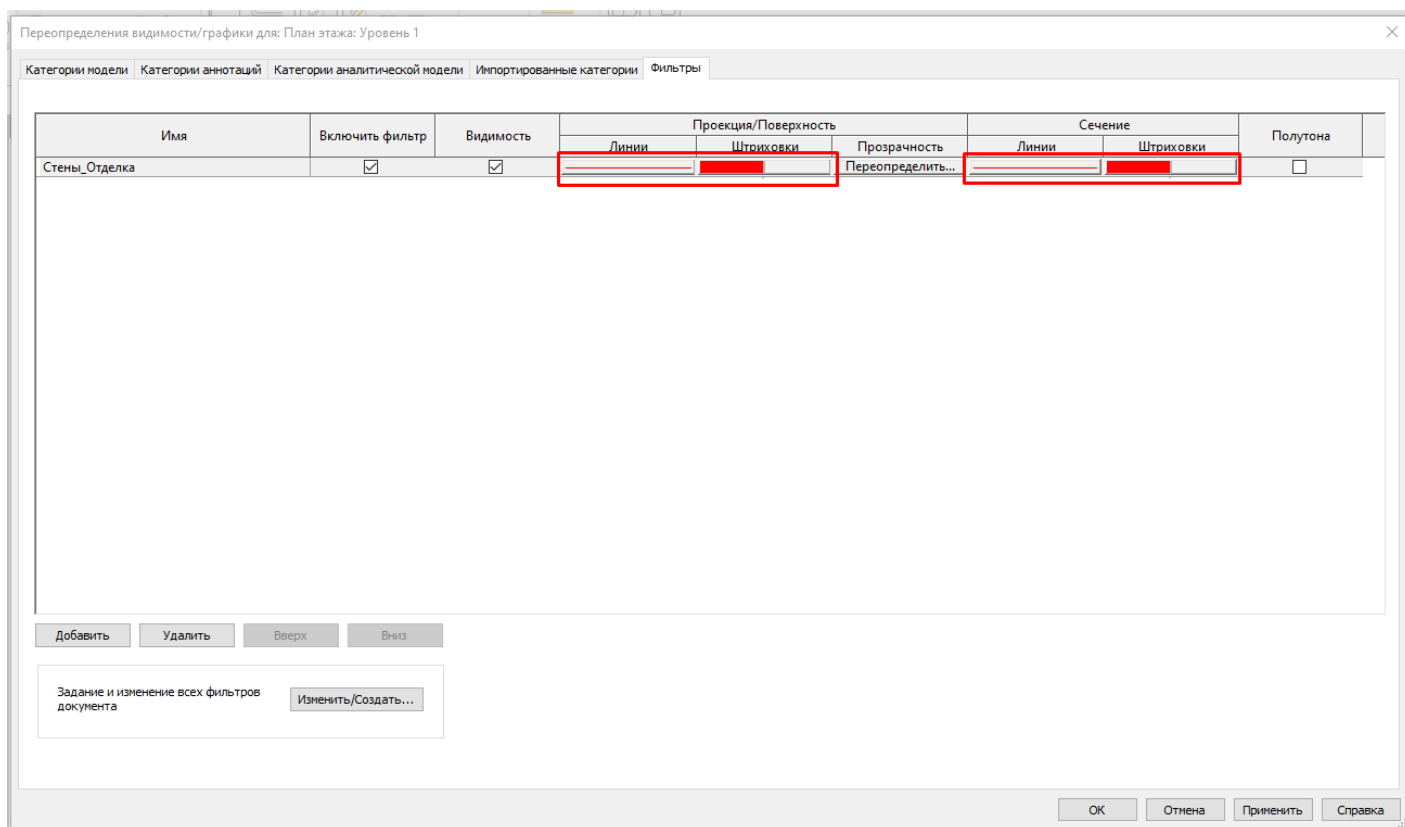 Переопределения видимости/графики для: План этажа: Уровень 1
Категории модели Категории аннотаций Категории аналитической модели Импортированные категории Фильтры
Имя Включить фильтр Видимость Проекция/Поверхность Сечение Полутона
Линии Штриховки Прозрачность Линии Штриховки
Стены_Отделка Переопределить...
Добавить Удалить Вверх Вниз
Задание и изменение всех фильтров
документа
Изменить/Создать...
ОК Отмена Применить Справка